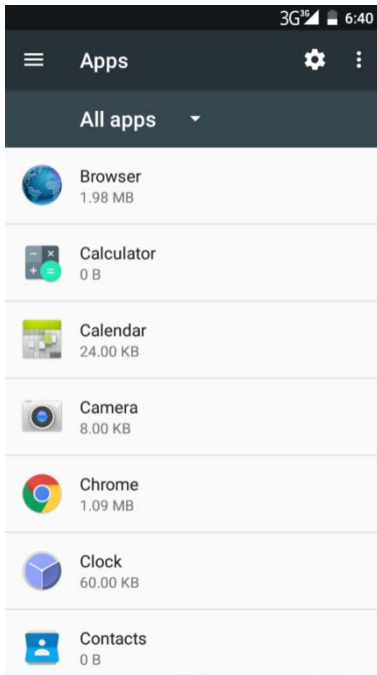 3G 3G 6:40
Apps
All apps
Browser
1.98 MB
Calculator
0 B
Calendar
24.00 KB
Camera
8.00 KB
Chrome
1.09 MB
Clock
60.00 KB
Contacts
0 B